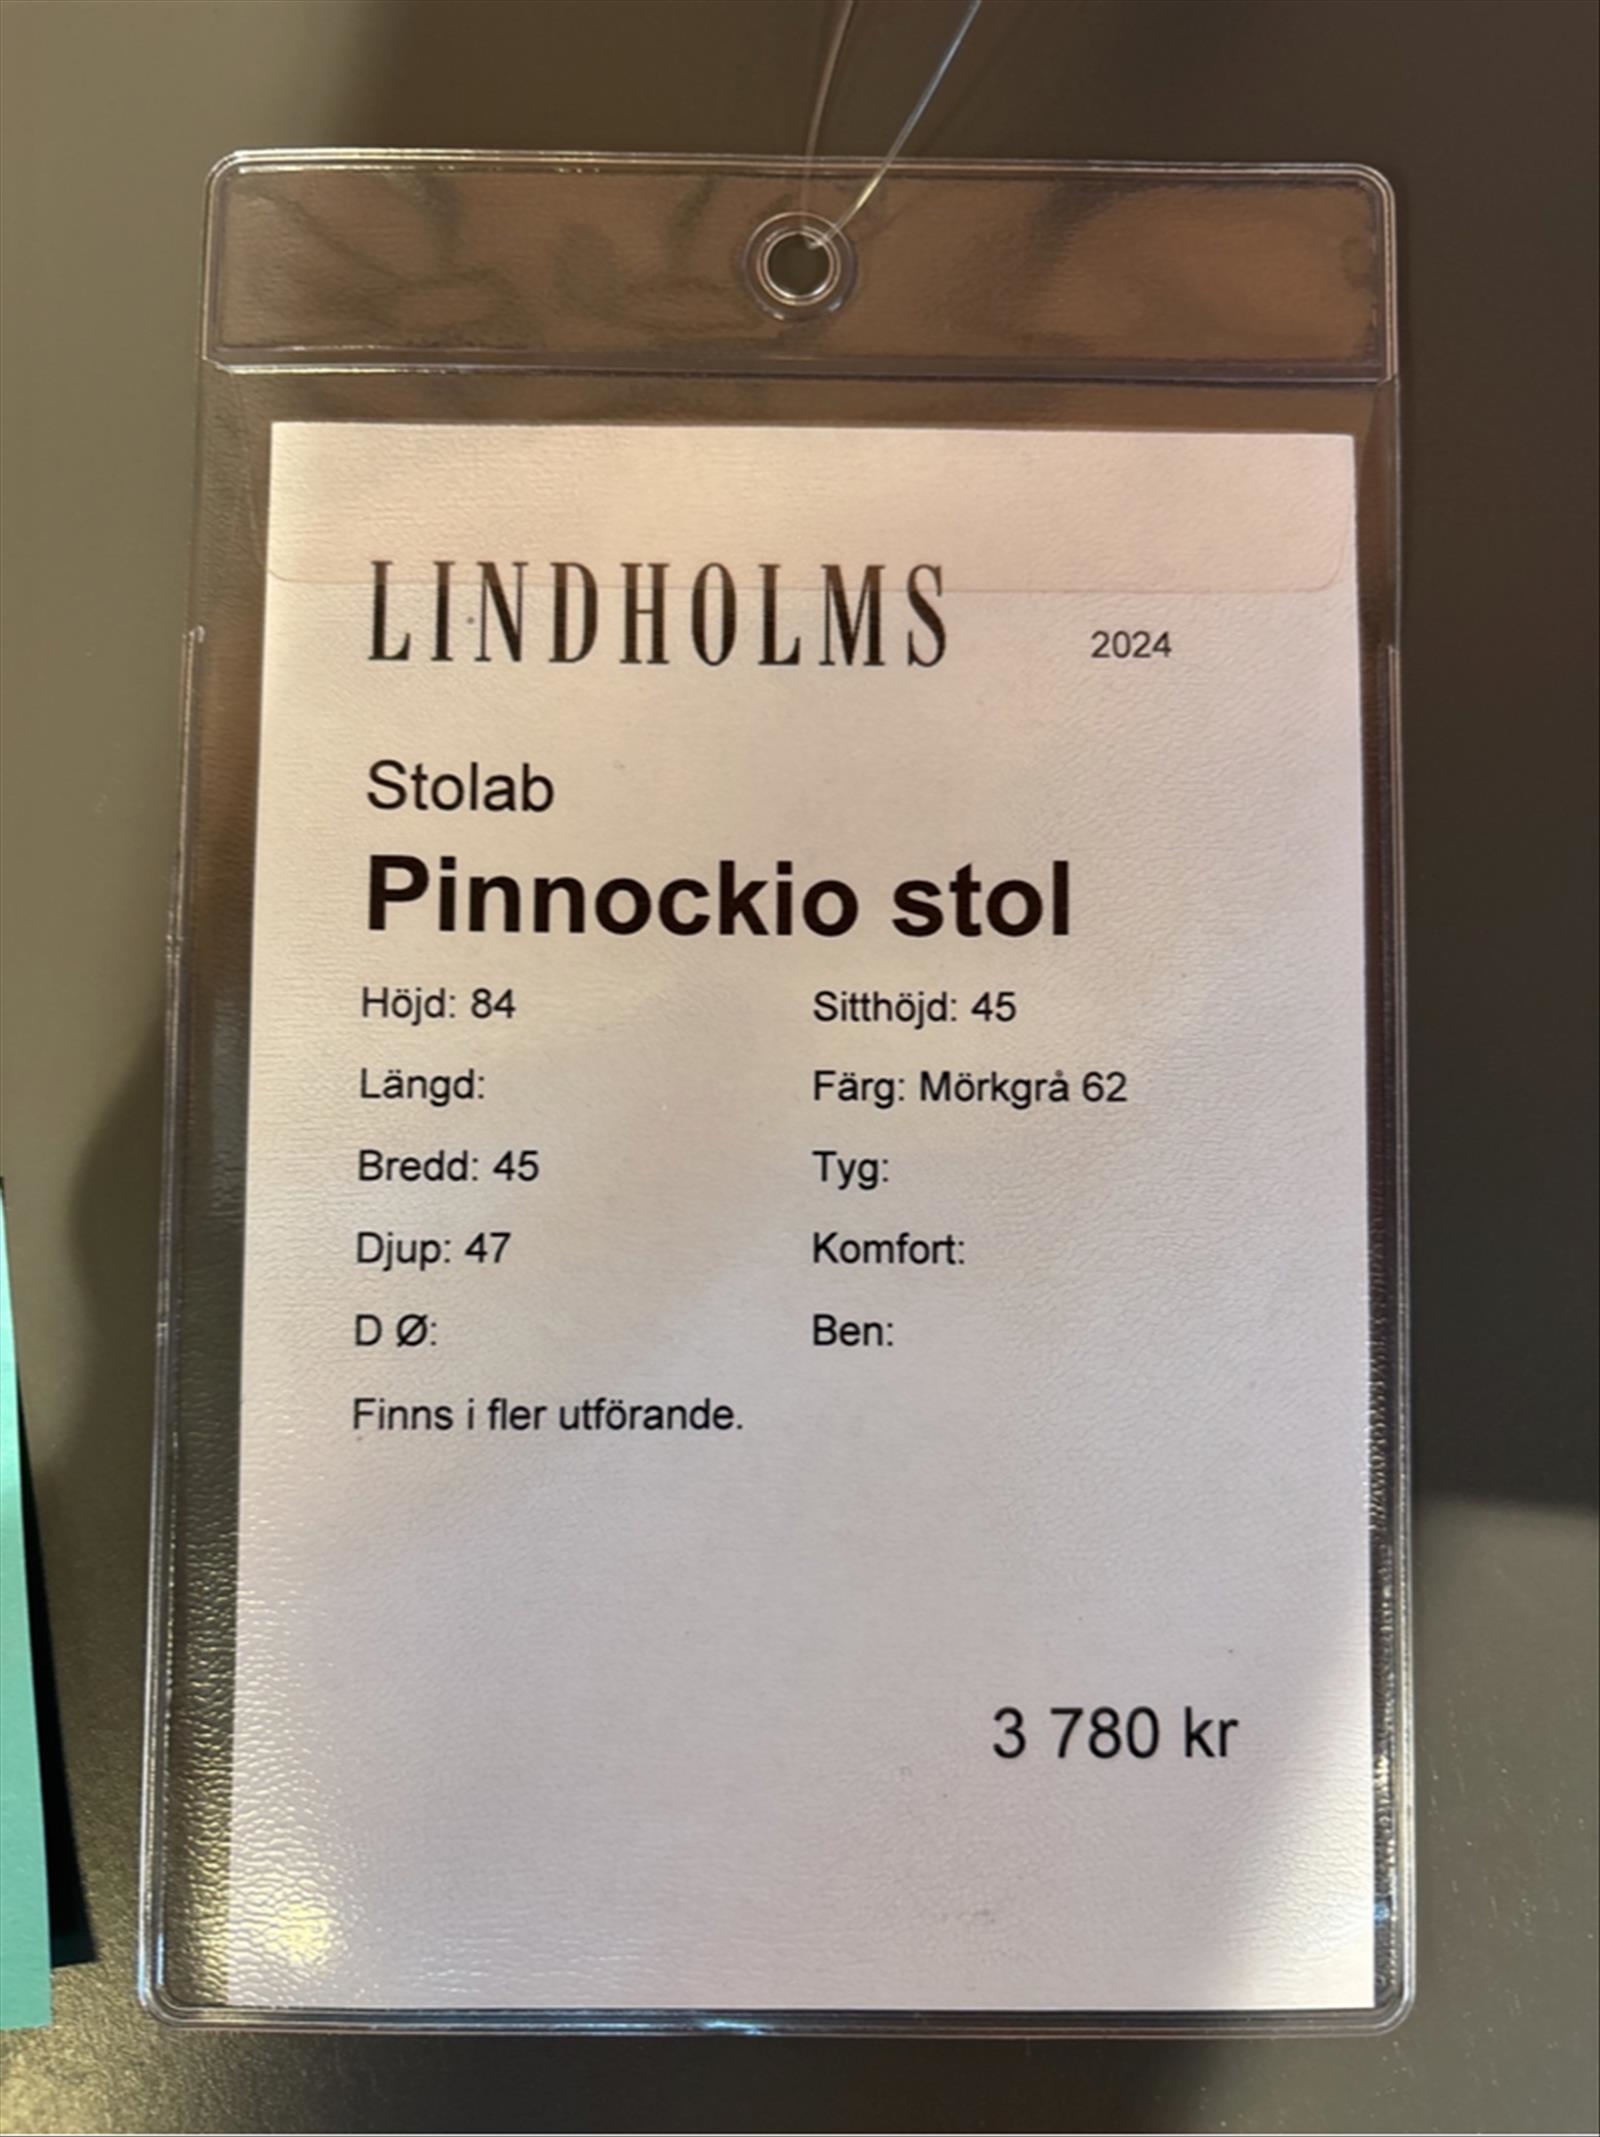 LINDHOLMS 2024
Stolab
Pinnockio stol
Höjd: 84 Sitthöjd: 45
Längd: Färg: Mörkgrå 62
Bredd: 45 Tyg:
Djup: 47 Komfort:
D Ø: Ben:
Finns i fler utförande.
3 780 kr